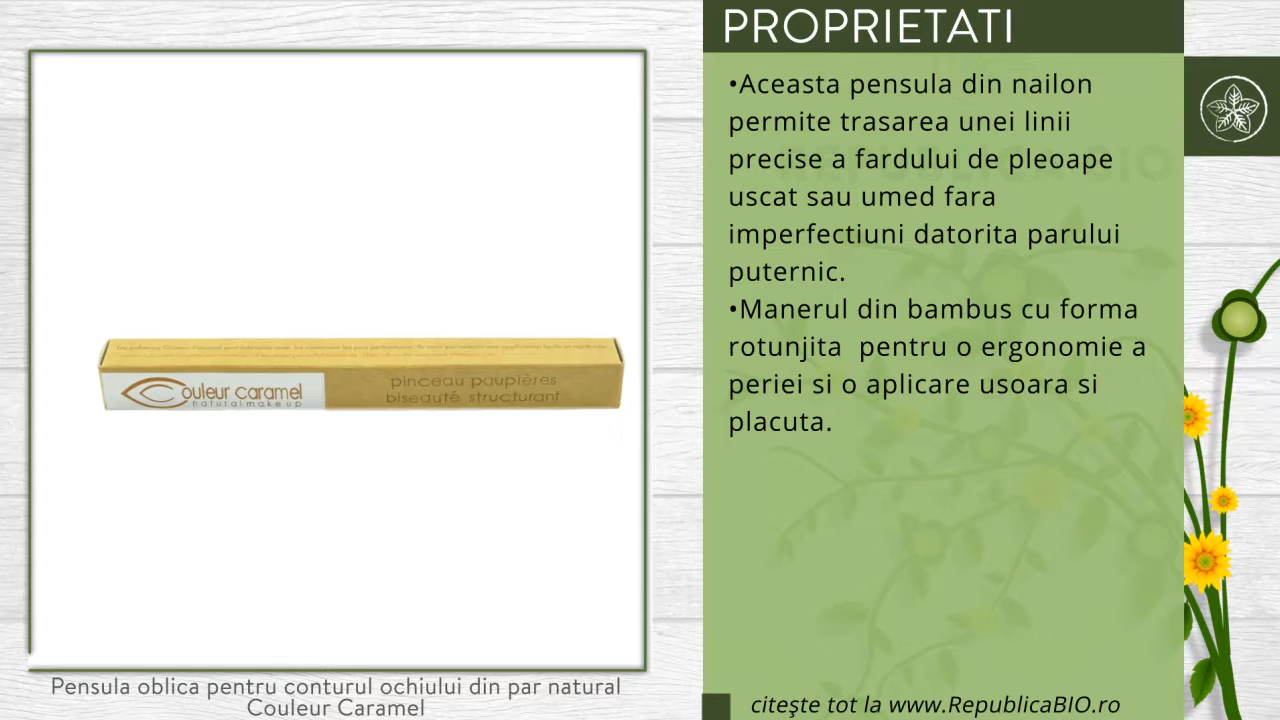 PROPRIETATI
•Aceasta pensula din nailon
permite trasarea unei linii
precise a fardului de pleoape
uscat sau umed fara
imperfectiuni datorita parului
puternic.
•Manerul din bambus cu forma
rotunjita  pentru o ergonomie a
periei si o aplicare usoara si
placuta.
Couleur caramel
natural make up
pinceau paupières
biseauté structurant
Pensula oblica pentru conturul ochiului din par natural
Couleur Caramel
citește tot la www.RepublicaBIO.ro